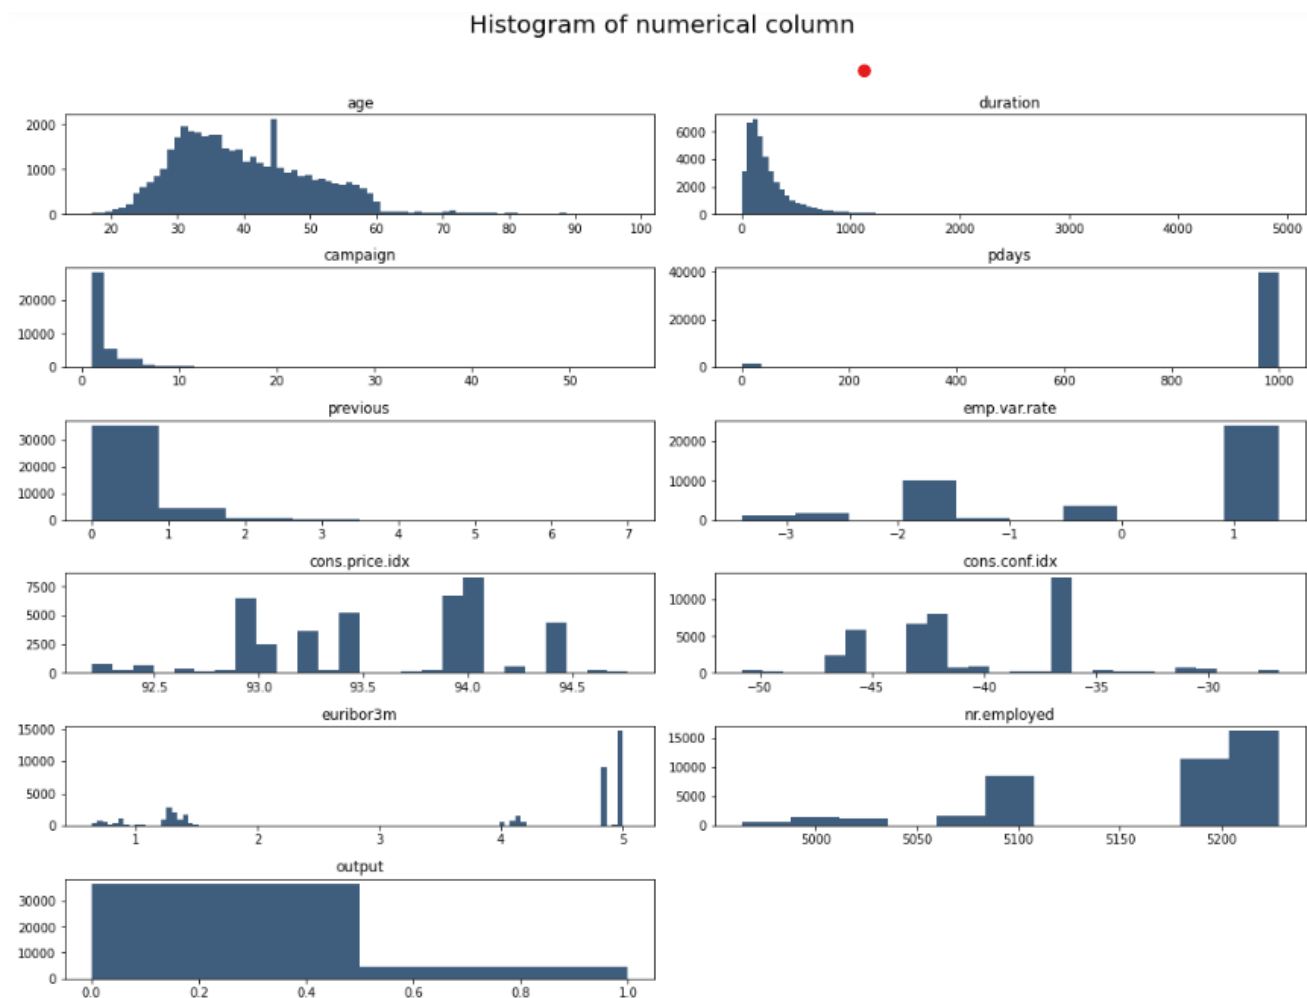 Histogram of numerical column
age
2000
1000
0
20 30 40 50 60 70 80 90 100
duration
6000
4000
2000
0
0 1000 2000 3000 4000 5000
campaign
20000
10000
0
0 10 20 30 40 50
pdays
40000
20000
0
0 200 400 600 800 1000
previous
30000
20000
10000
0
0 1 2 3 4 5 6 7
emp.var.rate
20000
10000
0
−3 −2 −1 0 1
cons.price.idx
7500
5000
2500
0
92.5 93.0 93.5 94.0 94.5
cons.conf.idx
10000
5000
0
−50 −45 −40 −35 −30
euribor3m
15000
10000
5000
0
1 2 3 4 5
nr.employed
15000
10000
5000
0
5000 5050 5100 5150 5200
output
30000
20000
10000
0
0.0 0.2 0.4 0.6 0.8 1.0